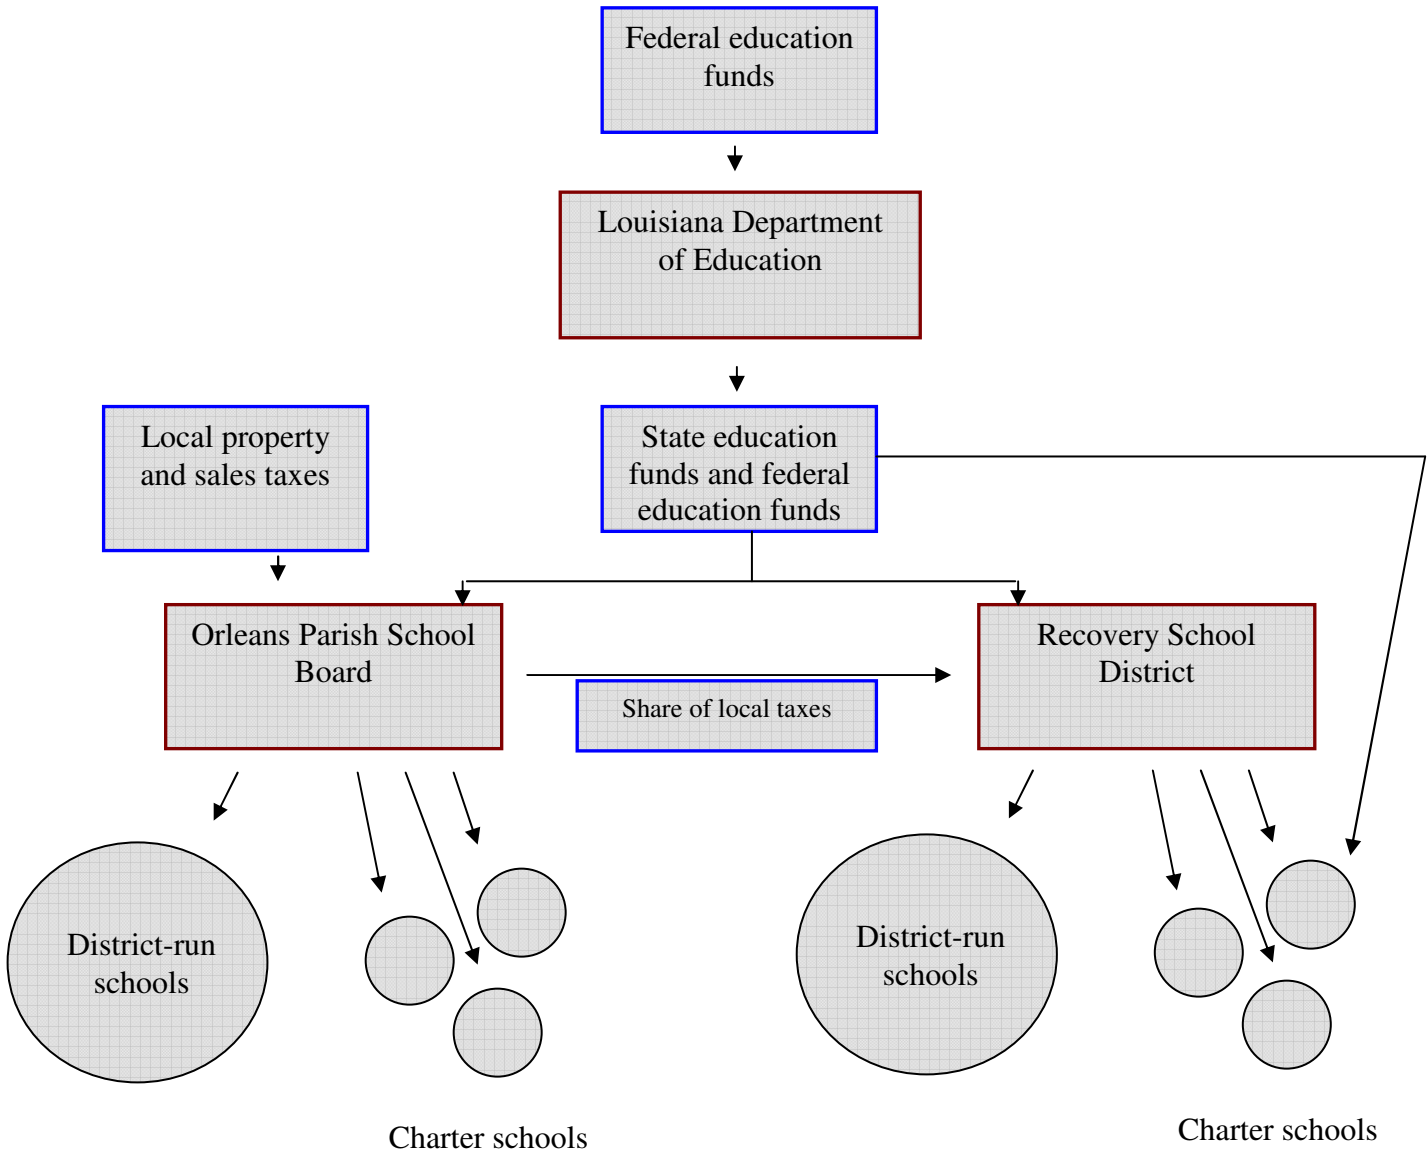 Federal education
funds
Louisiana Department
of Education
Local property
and sales taxes
State education
funds and federal
education funds
Orleans Parish School
Board
Share of local taxes
Recovery School
District
District-run
schools
District-run
schools
Charter schools
Charter schools